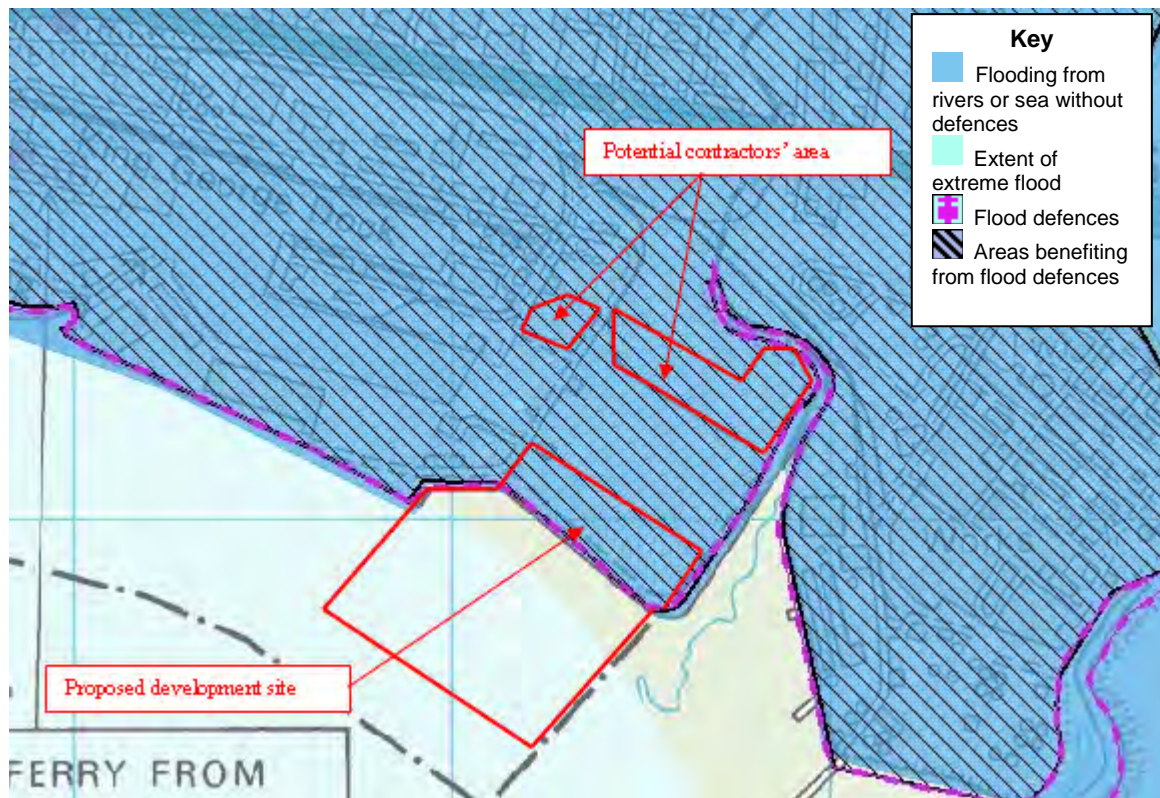 Key
Flooding from
rivers or sea without
defences
Extent of
extreme flood
Flood defences
Areas benefiting
from flood defences
Potential contractors' area
Proposed development site
FERRY FROM